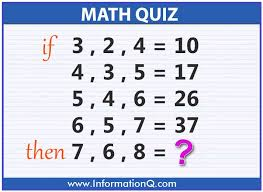 MATH QUIZ
if 3 , 2 , 4 = 10
4 , 3 , 5 = 17
5 , 4 , 6 = 26
6 , 5 , 7 = 37
then 7 , 6 , 8 = ?
www.InformationQ.com